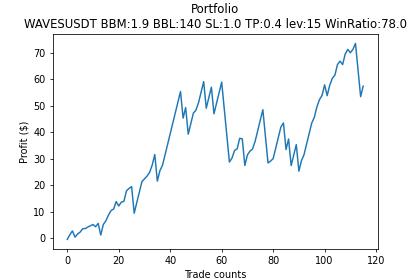 Portfolio
WAVESUSDT BBM:1.9 BBL:140 SL:1.0 TP:0.4 lev:15 WinRatio:78.0
Profit ($)
70
60
50
40
30
20
10
0
0 20 40 60 80 100 120
Trade counts